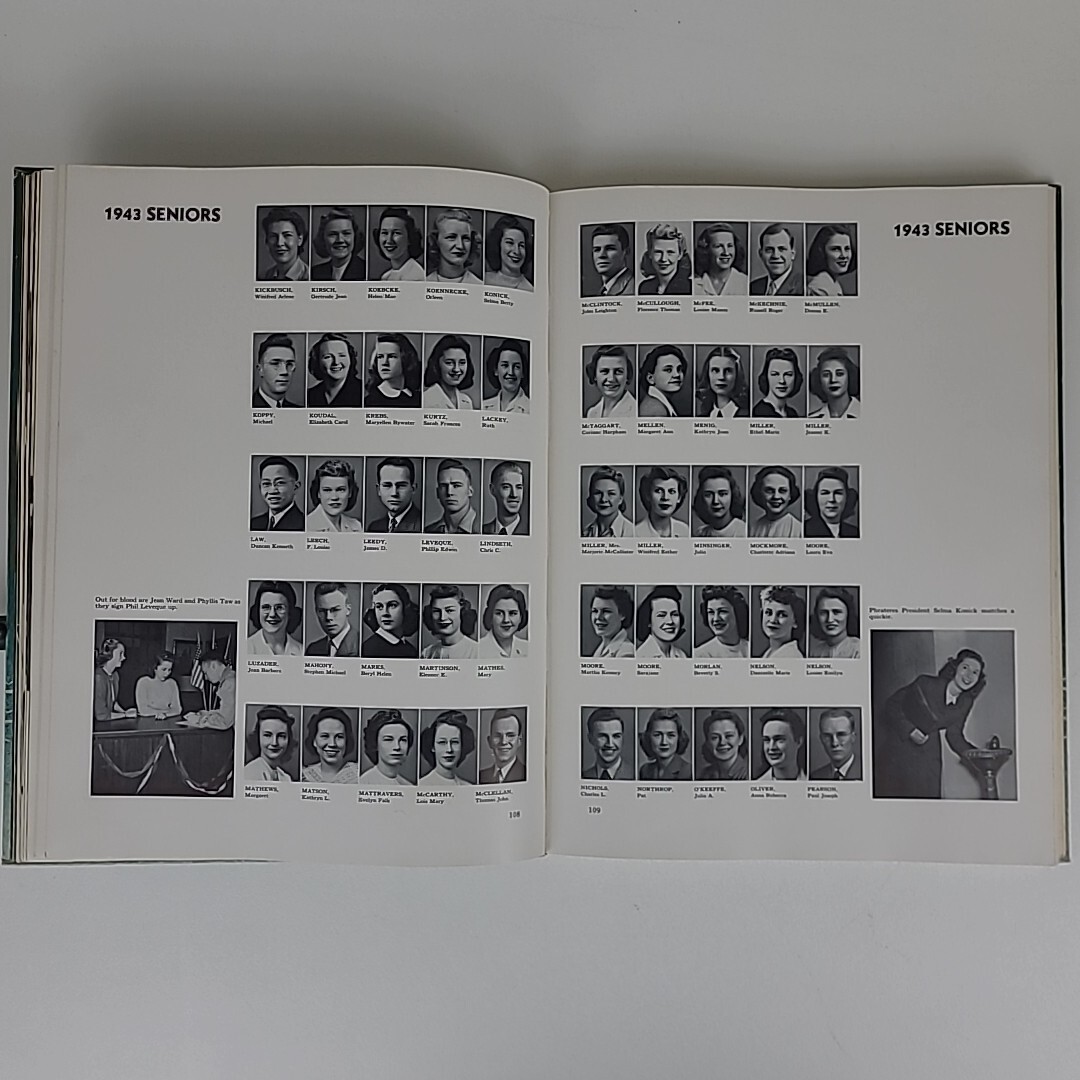 1943 SENIORS
KICKBUSCH,
Winifred Arlene
KIRSCH,
Gertrude Jean
KOEBCKE,
Helen Mae
KOENNECKE,
Orleen
KONICK,
Selma Betty
KOPPY,
Michael
KOUDAL,
Elizabeth Carol
KREBS,
Maryellen Bywater
KURTZ,
Sarah Frances
LACKEY,
Ruth
LAW,
Duncan Kenneth
LEECH,
F. Louise
LEEDY,
James D.
LEVEQUE,
Phillip Edwin
LINDSETH,
Chris C.
Out for blood are Jean Ward and Phyllis Taw as
they sign Phil Leveque up.
LUZADER,
Jean Barbara
MAHONY,
Stephen Michael
MARKS,
Beryl Helen
MARTINSON,
Eleanor E.
MATHES,
Mary
MATHEWS,
Margaret
MATSON,
Kathryn L.
MATTRAVERS,
Evelyn Falk
McCARTHY,
Lois Mary
McCLELLAN,
Thomas John
108
1943 SENIORS
McCLINTOCK,
John Leighton
McCULLOUGH,
Florence Thomas
McFEE,
Louise Mason
McKECHNIE,
Russell Roger
McMULLEN,
Donna E.
McTAGGART,
Corinne Harpham
MELLEN,
Margaret Ann
MENIG,
Kathryn Jean
MILLER,
Ethel Marie
MILLER,
Jeanne E.
MILLER, Mrs.
Marjorie McCallister
MILLER,
Winifred Esther
MINSINGER,
Julie
MOCKMORE,
Charlotte Adriana
MOORE,
Laura Eva
MOORE,
Martha Kenney
MOORE,
Sarajane
MORLAN,
Beverly S.
NELSON,
Danmelle Marie
NELSON,
Louise Evelyn
Phrateres President Selma Konick matches a
quickie.
NICHOLS,
Charles L.
NORTHROP,
Pat
O'KEEFFE,
Julie A.
OLIVER,
Anna Rebecca
PEARSON,
Paul Joseph
109